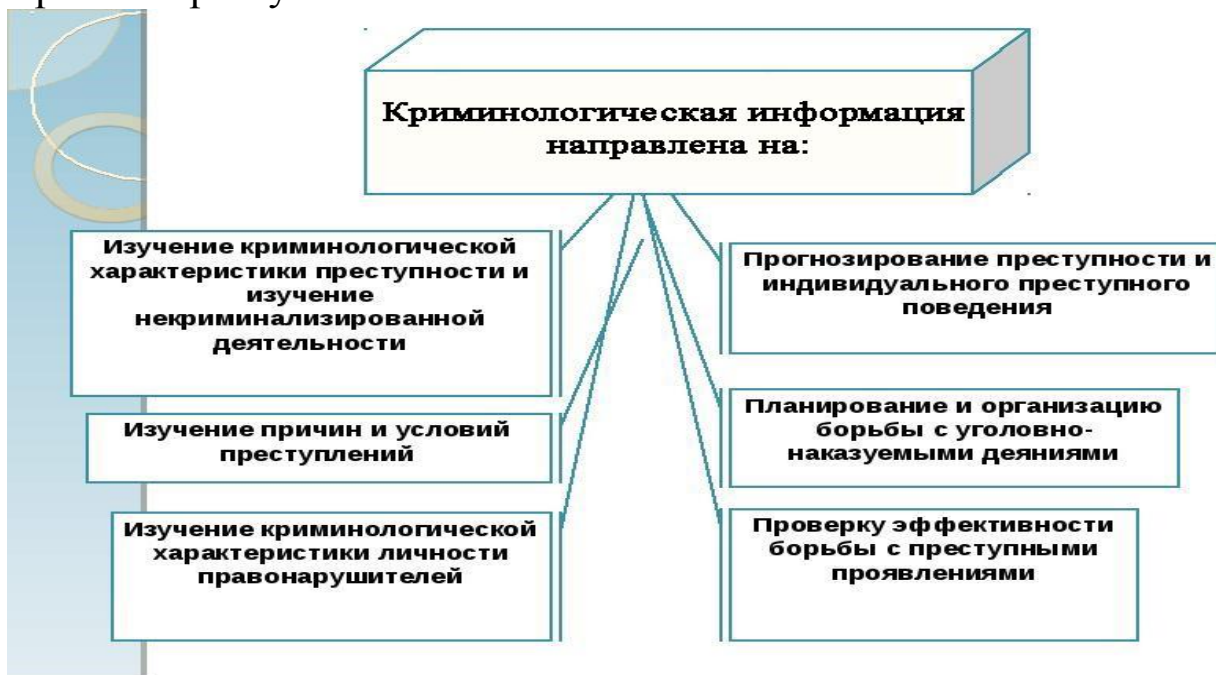 Криминологическая информация
направлена на:
Изучение криминологической
характеристики преступности и
изучение
некриминализированной
деятельности
Изучение причин и условий
преступлений
Изучение криминологической
характеристики личности
правонарушителей
Прогнозирование преступности и
индивидуального преступного
поведения
Планирование и организацию
борьбы с уголовно-
наказуемыми деяниями
Проверку эффективности
борьбы с преступными
проявлениями